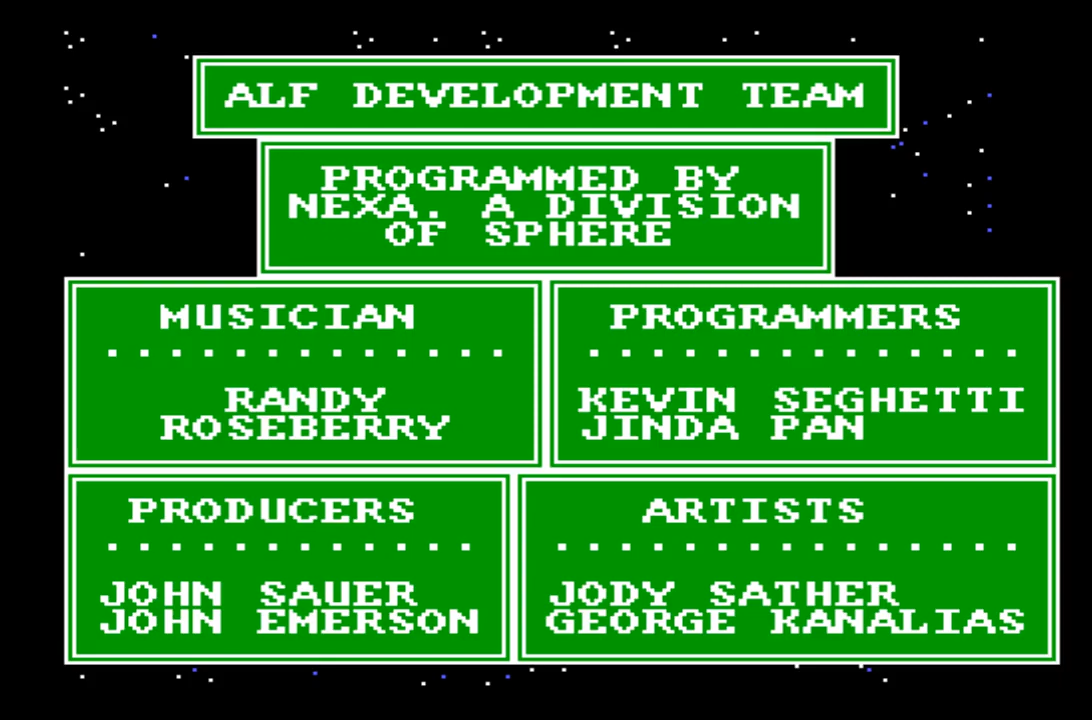 ALF DEVELOPMENT TEAM
PROGRAMMED BY
NEXA. A DIVISION
OF SPHERE
MUSICIAN
.............
RANDY
ROSEBERRY
PROGRAMMERS
..............
KEVIN SEGHETTI
JINDA PAN
PRODUCERS
............
JOHN SAUER
JOHN EMERSON
ARTISTS
...............
JODY SATHER
GEORGE KANALIAS